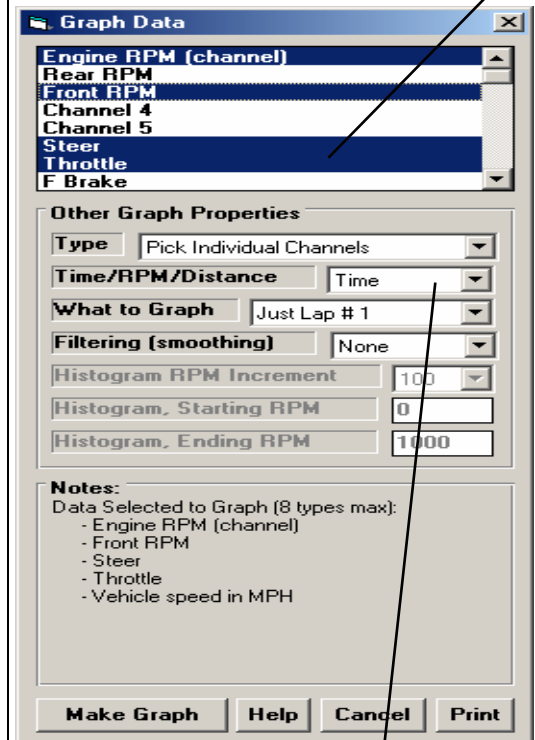 Graph Data
Engine RPM (channel)
Rear RPM
Front RPM
Channel 4
Channel 5
Steer
Throttle
F Brake
Other Graph Properties
Type Pick Individual Channels
Time/RPM/Distance Time
What to Graph Just Lap # 1
Filtering (smoothing) None
Histogram RPM Increment 100
Histogram, Starting RPM 0
Histogram, Ending RPM 1000
Notes:
Data Selected to Graph (8 types max):
- Engine RPM (channel)
- Front RPM
- Steer
- Throttle
- Vehicle speed in MPH
Make Graph Help Cancel Print